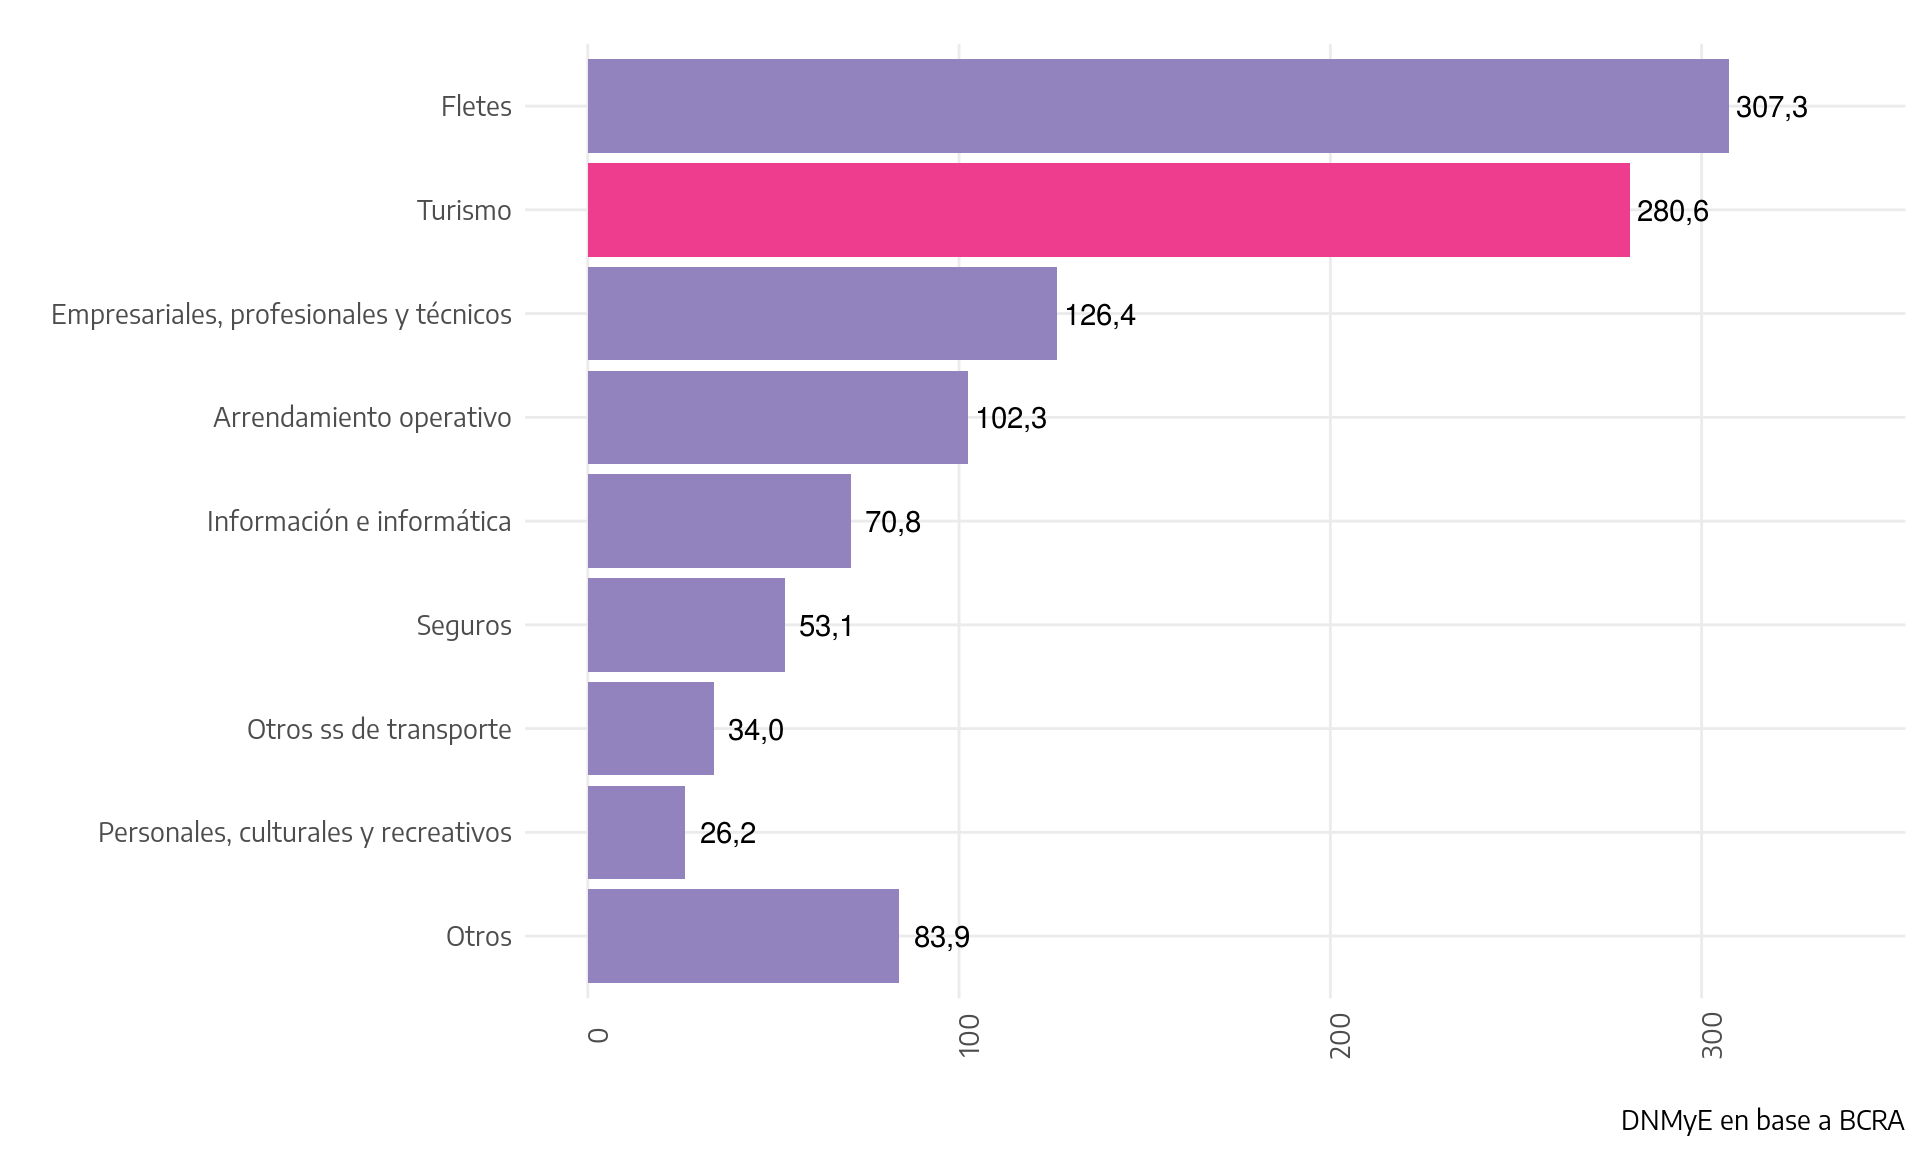 Fletes
307,3
Turismo
280,6
Empresariales, profesionales y técnicos
126,4
Arrendamiento operativo
102,3
Información e informática
70,8
Seguros
53,1
Otros ss de transporte
34,0
Personales, culturales y recreativos
26,2
Otros
83,9
0
100
200
300
DNMyE en base a BCRA